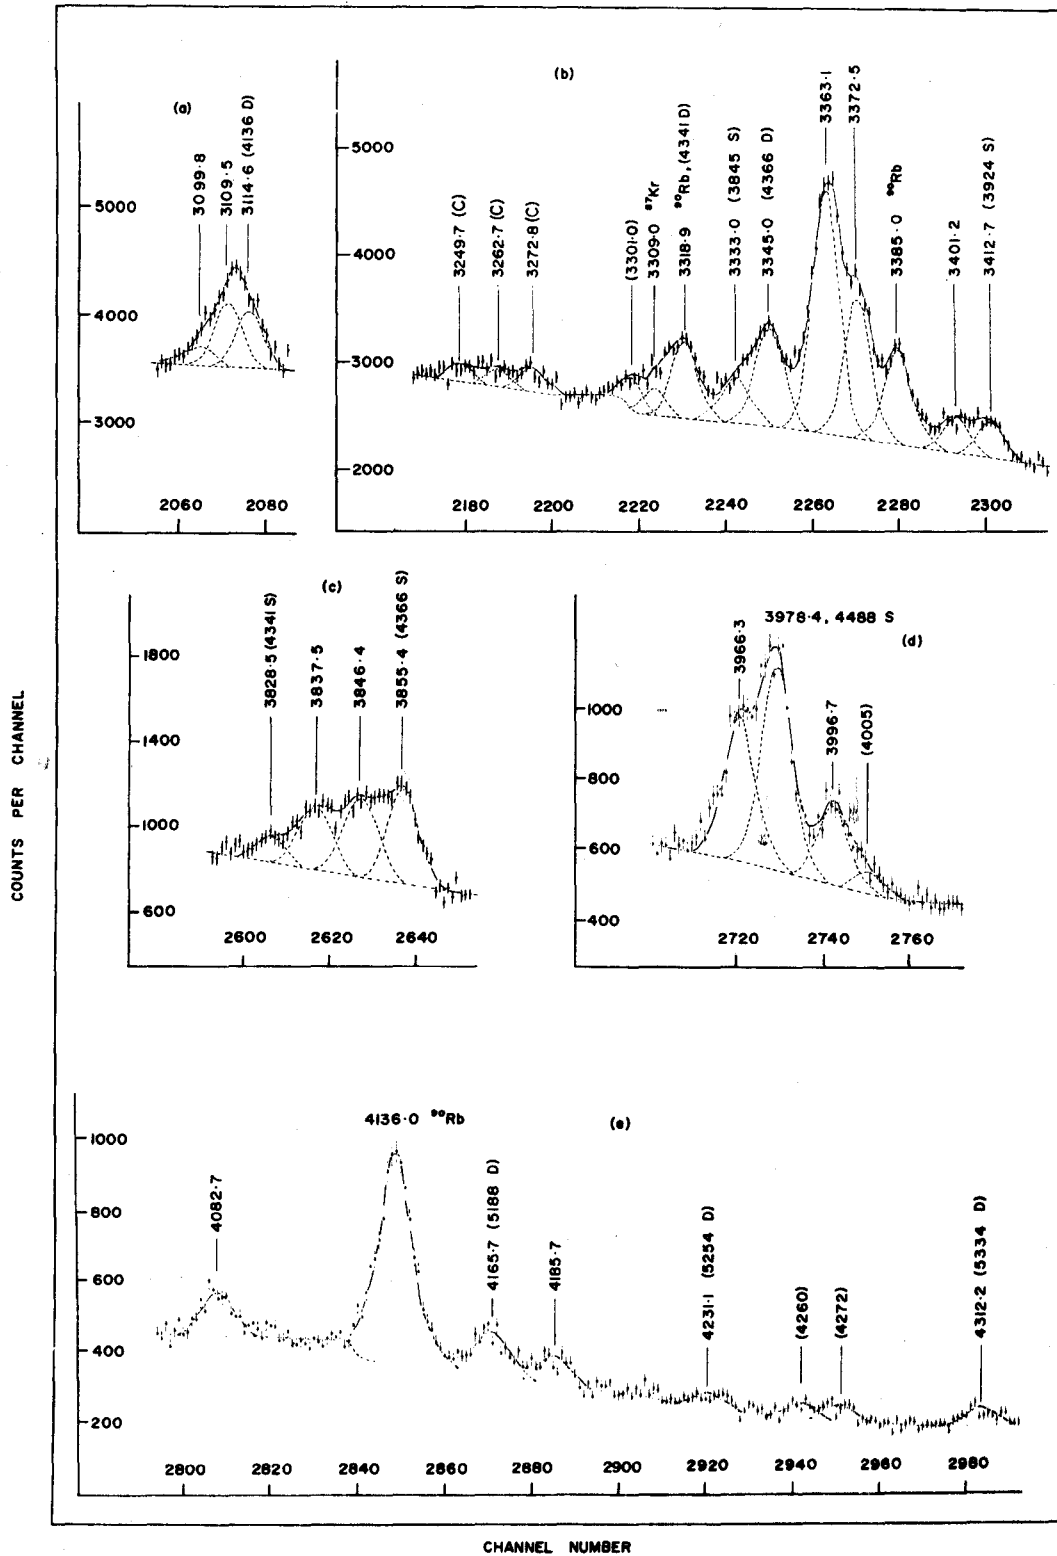 (a)
3099·8
3109·5
3114·6 (4136 D)
5000
4000
3000
2060
2080
(b)
3249·7 (C)
3262·7 (C)
3272·8 (C)
(3301·0)
3309·0 ⁸⁷Kr
3318·9 ⁹⁰Rb, (4341 D)
3333·0 (3845 S)
3345·0 (4366 D)
3363·1
3372·5
3385·0 ⁹⁰Rb
3401·2
3412·7 (3924 S)
5000
4000
3000
2000
2180
2200
2220
2240
2260
2280
2300
(c)
3828·5 (4341 S)
3837·5
3846·4
3855·4 (4366 S)
1800
1400
1000
600
2600
2620
2640
(d)
3966·3
3978·4, 4488 S
3996·7
(4005)
1000
800
600
400
2720
2740
2760
COUNTS PER CHANNEL
(e)
4082·7
4136·0 ⁹⁰Rb
4165·7 (5188 D)
4185·7
4231·1 (5254 D)
(4260)
(4272)
4312·2 (5334 D)
1000
800
600
400
200
2800
2820
2840
2860
2880
2900
2920
2940
2960
2980
CHANNEL NUMBER